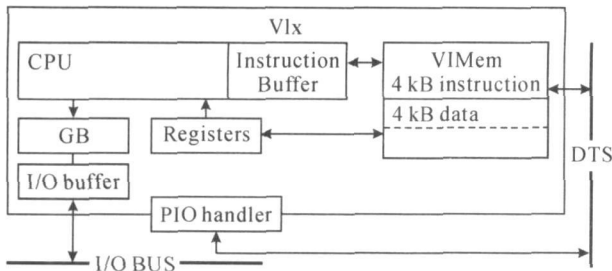 Vlx
CPU
Instruction
Buffer
VIMem
4 kB instruction
4 kB data
GB
Registers
DTS
I/O buffer
PIO handler
I/O BUS